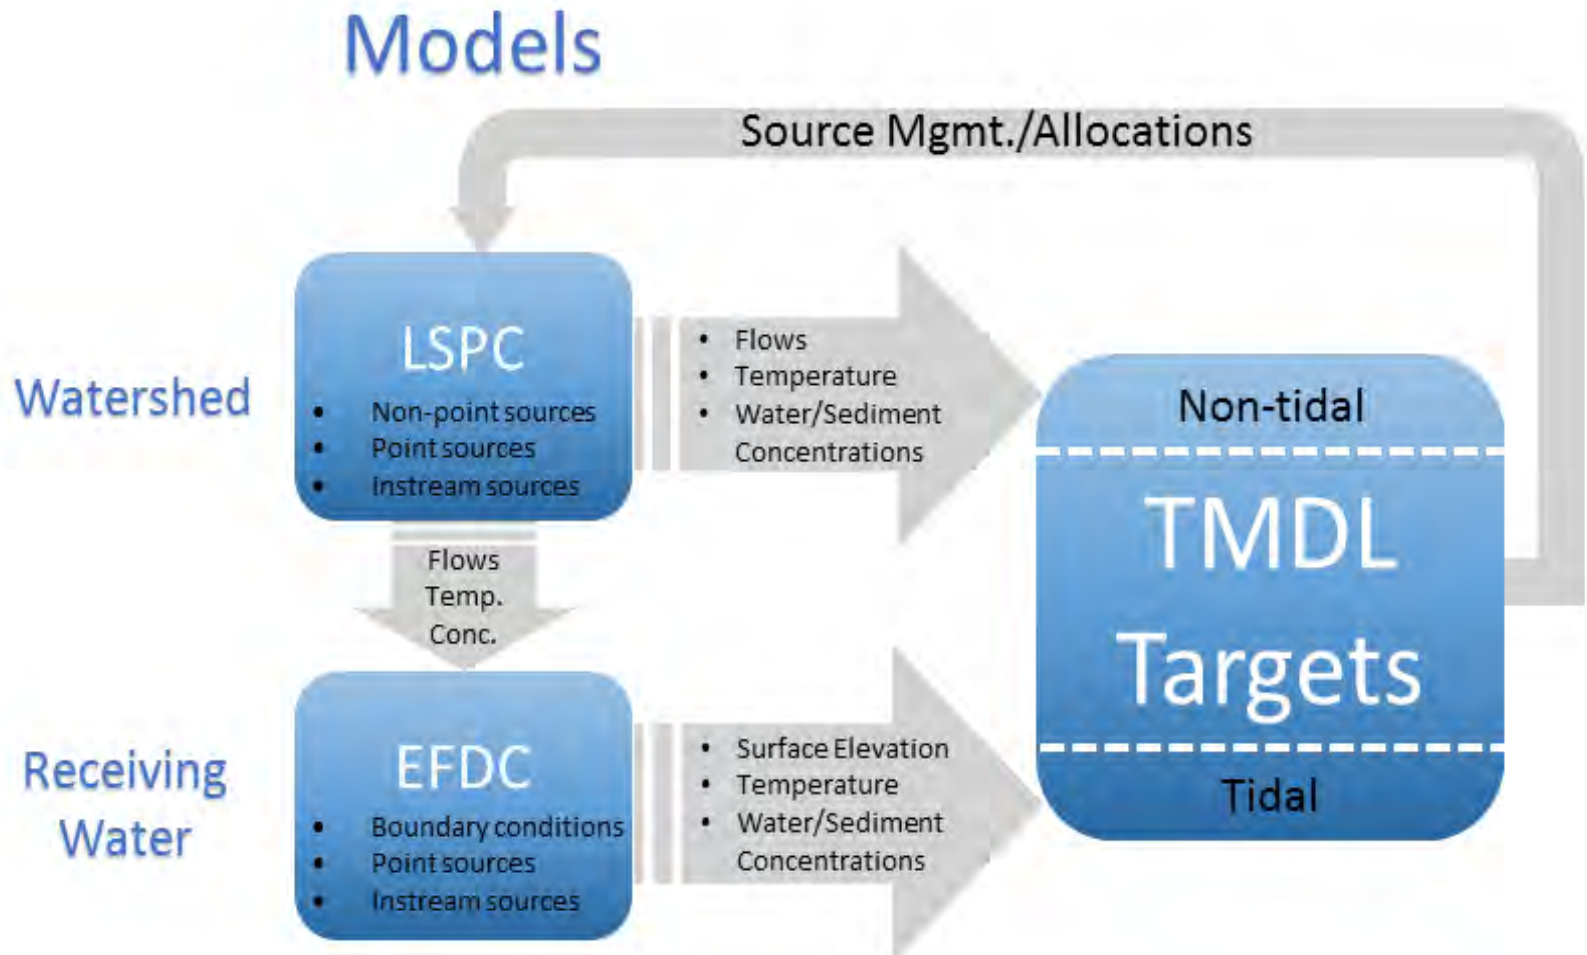 Models
Source Mgmt./Allocations
Watershed
LSPC
• Non-point sources
• Point sources
• Instream sources
• Flows
• Temperature
• Water/Sediment
Concentrations
Flows
Temp.
Conc.
Non-tidal
TMDL
Targets
Tidal
Receiving
Water
EFDC
• Boundary conditions
• Point sources
• Instream sources
• Surface Elevation
• Temperature
• Water/Sediment
Concentrations